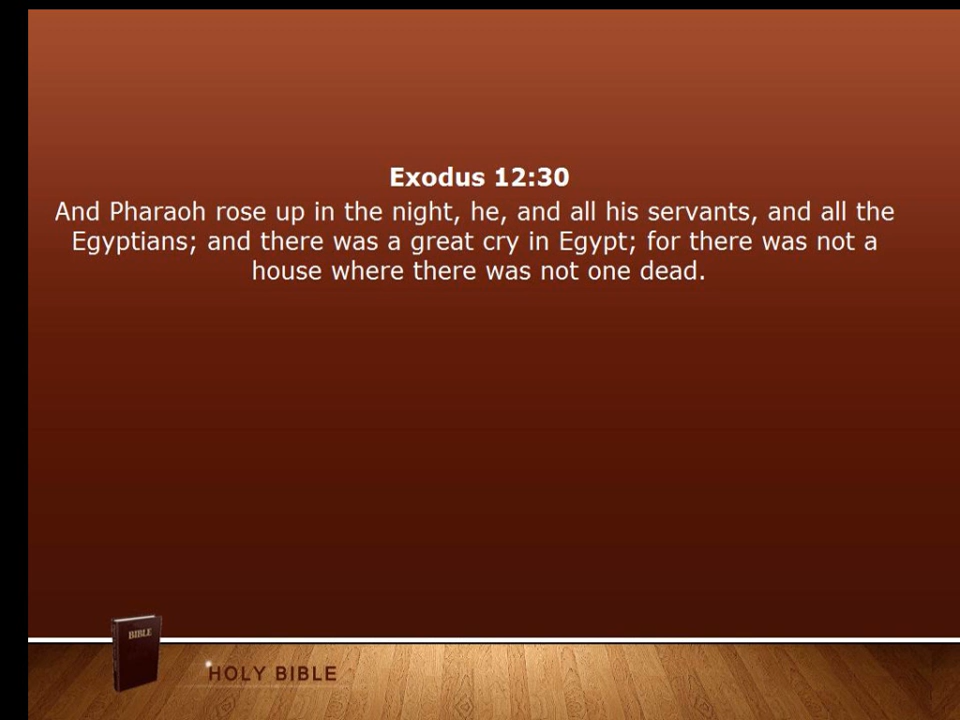 Exodus 12:30
And Pharaoh rose up in the night, he, and all his servants, and all the
Egyptians; and there was a great cry in Egypt; for there was not a
house where there was not one dead.
BIBLE
HOLY BIBLE